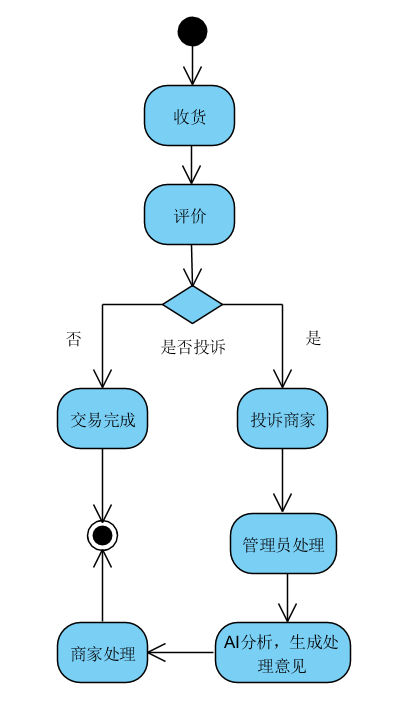 收货
评价
否
是否投诉
是
交易完成
投诉商家
管理员处理
商家处理
AI分析，生成处
理意见